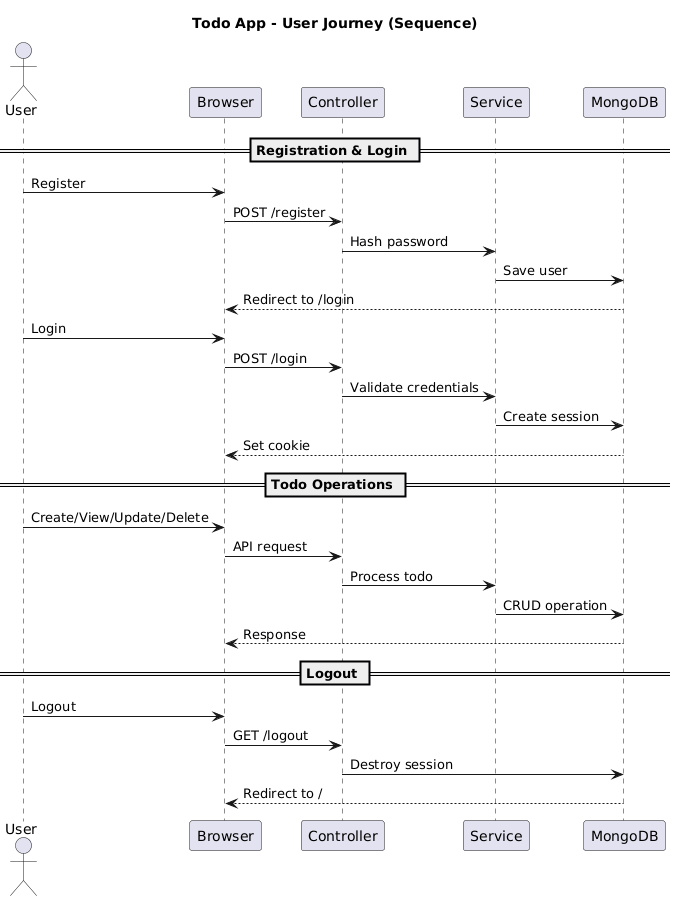 Todo App - User Journey (Sequence)
User
Browser
Controller
Service
MongoDB
Registration & Login
Register
POST /register
Hash password
Save user
Redirect to /login
Login
POST /login
Validate credentials
Create session
Set cookie
Todo Operations
Create/View/Update/Delete
API request
Process todo
CRUD operation
Response
Logout
Logout
GET /logout
Destroy session
Redirect to /
User
Browser
Controller
Service
MongoDB